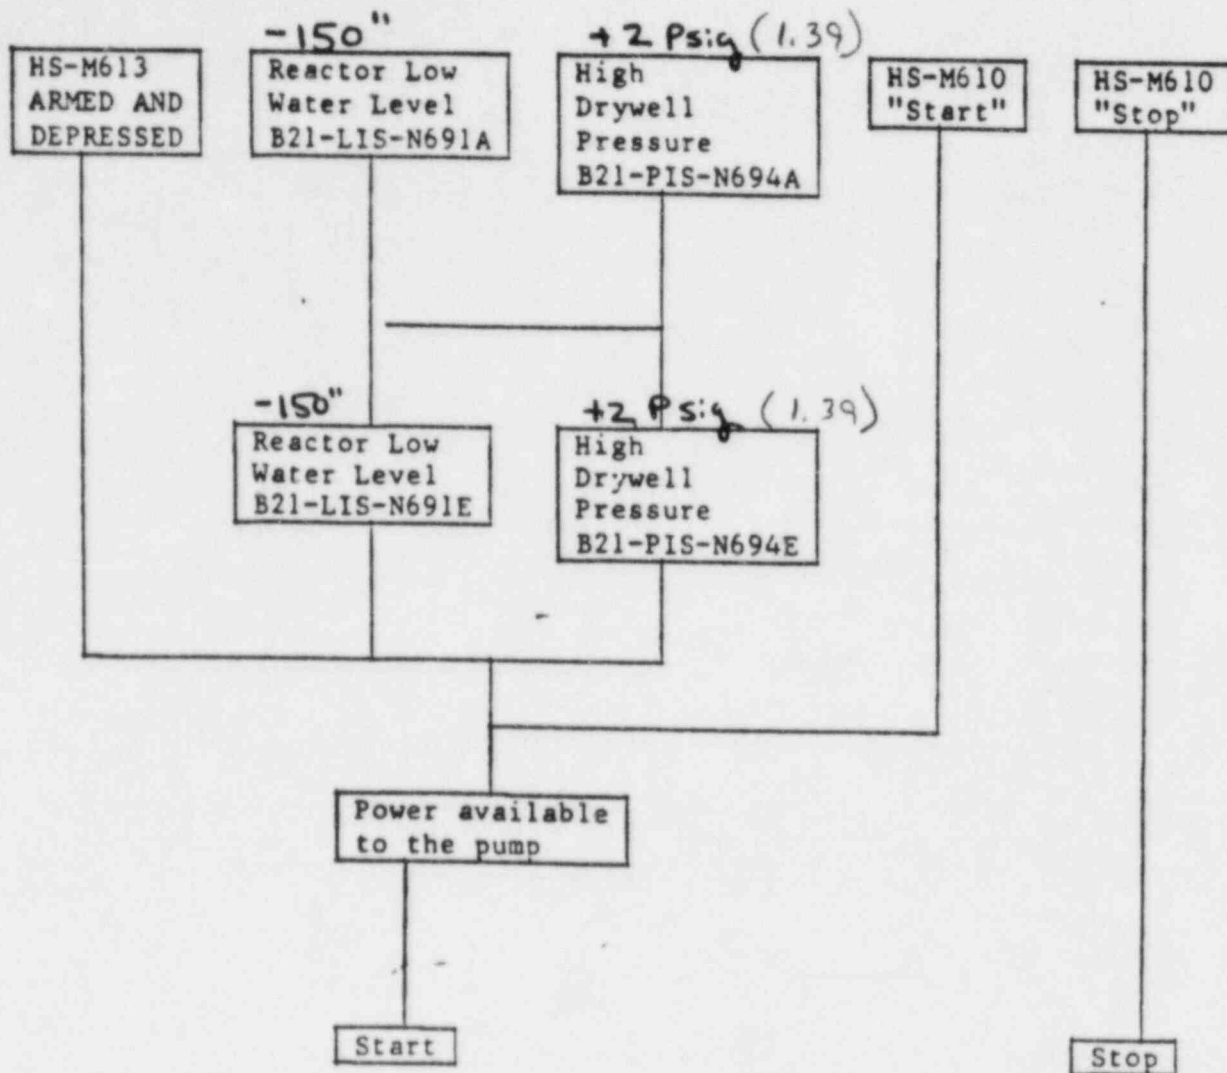 -150"
+2 Psig (1.39)
HS-M613
ARMED AND
DEPRESSED
Reactor Low
Water Level
B21-LIS-N691A
High
Drywell
Pressure
B21-PIS-N694A
HS-M610
"Start"
HS-M610
"Stop"
-150"
+2 Psig (1.39)
Reactor Low
Water Level
B21-LIS-N691E
High
Drywell
Pressure
B21-PIS-N694E
Power available
to the pump
Start
Stop